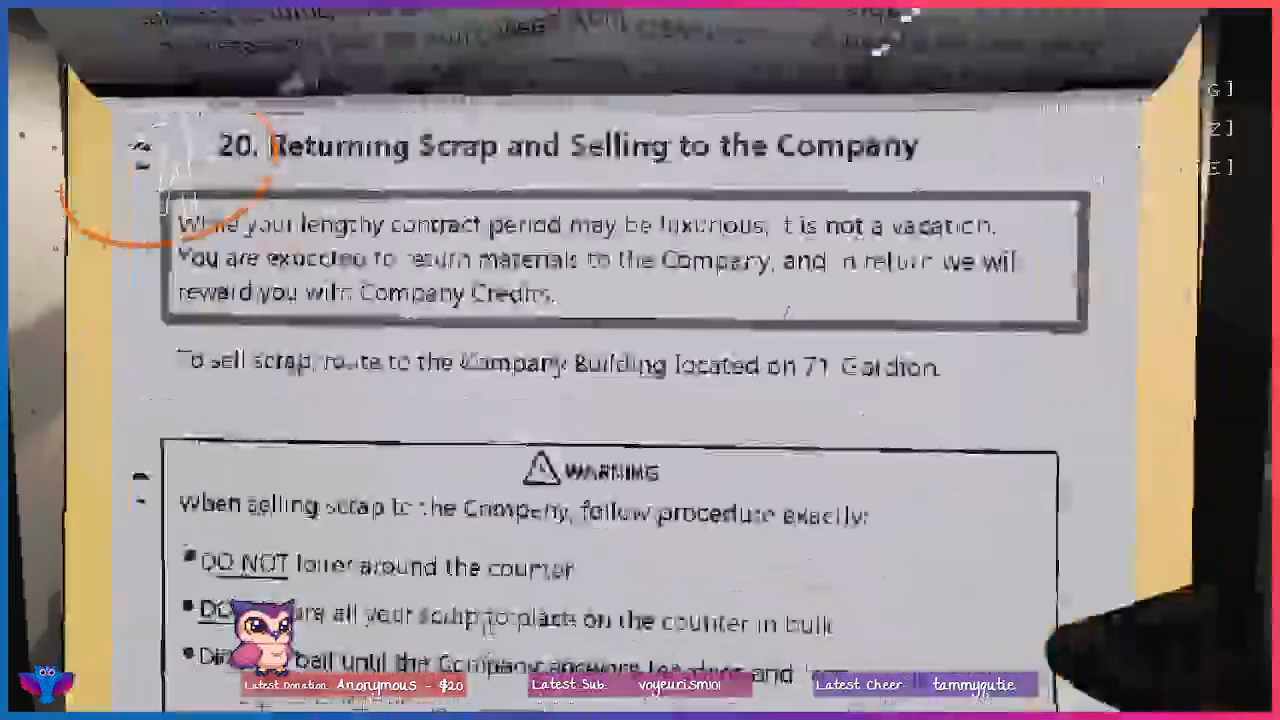 20. Returning Scrap and Selling to the Company
While your lengthy contract period may be luxurious, it is not a vacation.
You are expected to return materials to the Company, and in return we will
reward you with Company Credits.
To sell scrap, route to the Company Building located on 71 Gordion.
WARNING
When selling scrap to the Company, follow procedure exactly:
DO NOT loiter around the counter
all your scrap to place on the counter in bulk
bell until the Company answers
G]
Z]
E]
Latest Donation: Anonymous - $20
Latest Sub: voyeurismoi
Latest Cheer: tammyqutie